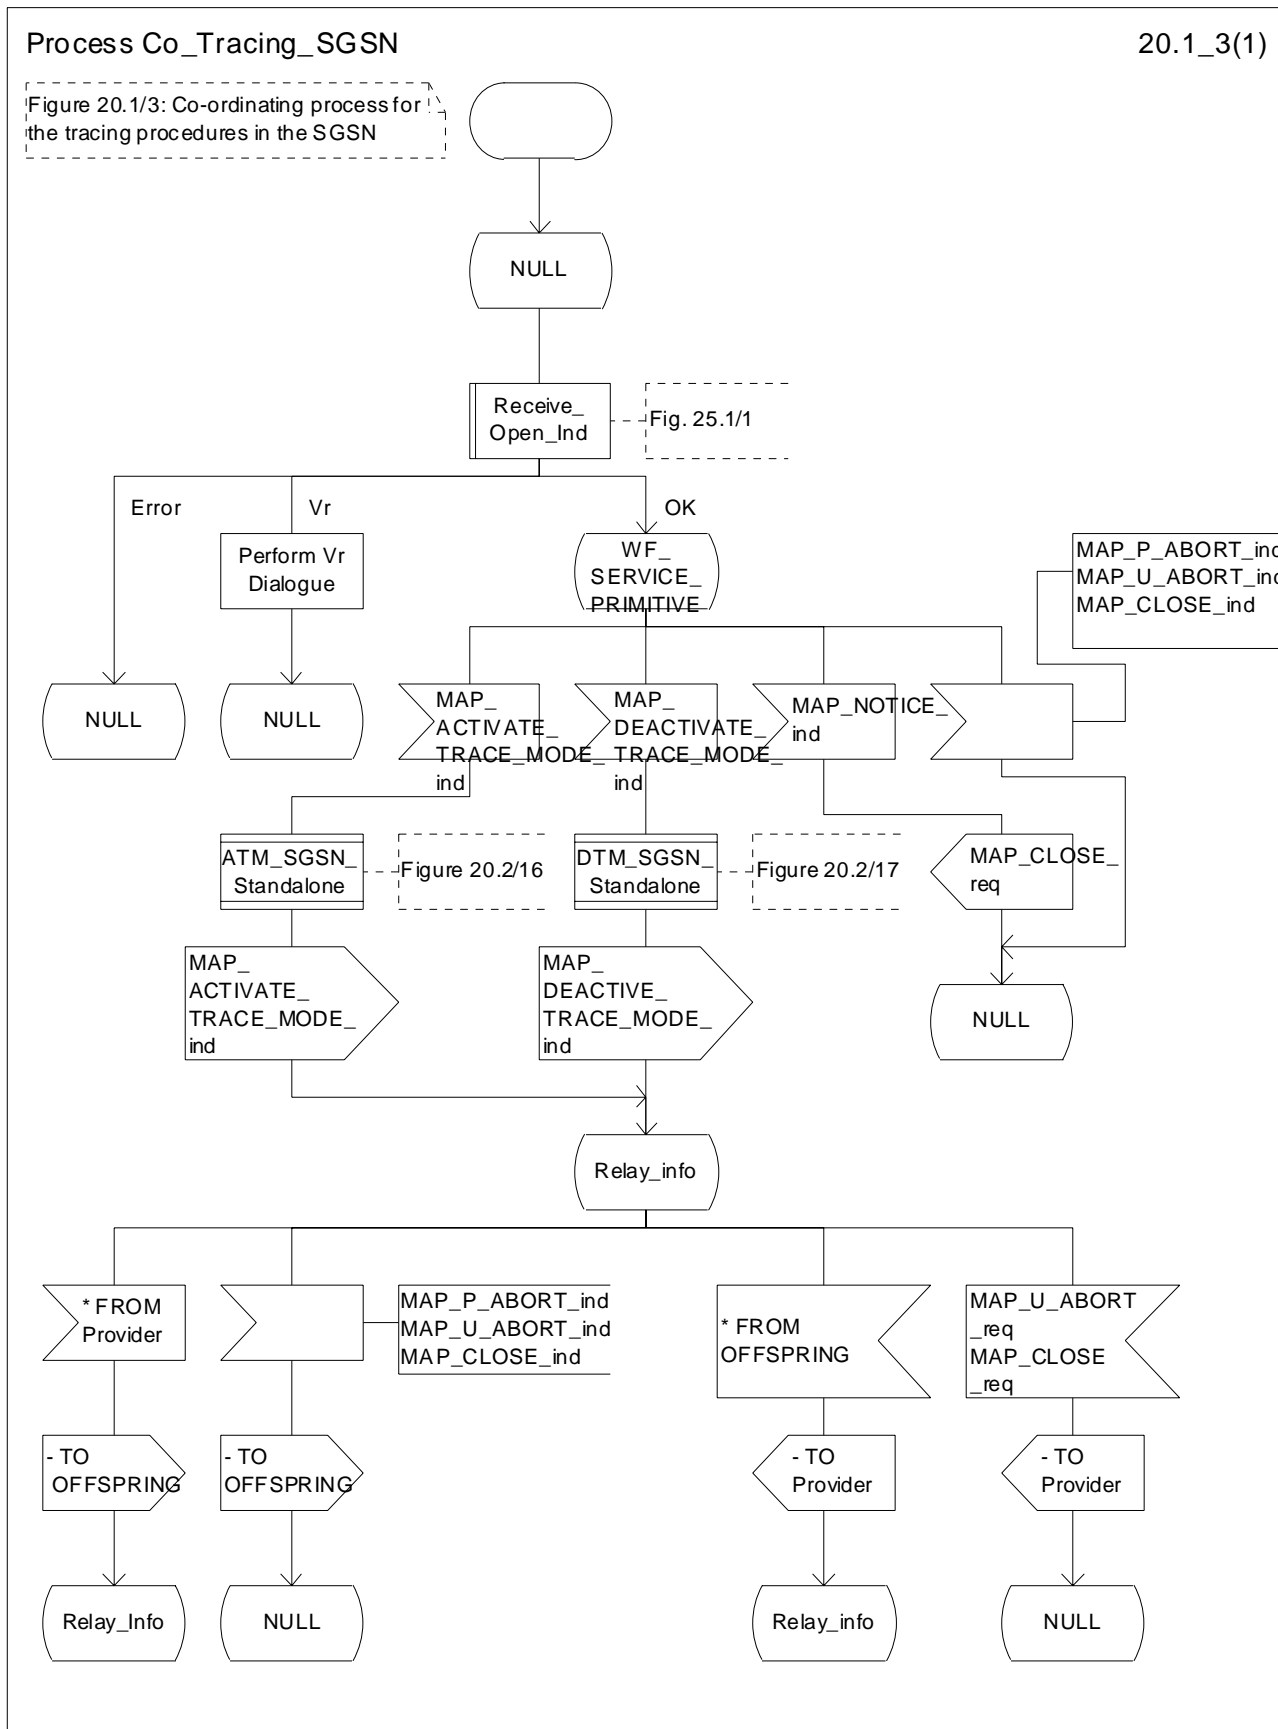 Process Co_Tracing_SGSN
20.1_3(1)
Figure 20.1/3: Co-ordinating process for
the tracing procedures in the SGSN
NULL
Receive_
Open_Ind
Fig. 25.1/1
Error
Vr
OK
Perform Vr
Dialogue
WF_
SERVICE_
PRIMITIVE
MAP_P_ABORT_ind
MAP_U_ABORT_ind
MAP_CLOSE_ind
NULL
NULL
MAP_
ACTIVATE_
TRACE_MODE_
ind
MAP_
DEACTIVATE_
TRACE_MODE_
ind
MAP_NOTICE_
ind
ATM_SGSN_
Standalone
Figure 20.2/16
DTM_SGSN_
Standalone
Figure 20.2/17
MAP_CLOSE_
req
MAP_
ACTIVATE_
TRACE_MODE_
ind
MAP_
DEACTIVE_
TRACE_MODE_
ind
NULL
Relay_info
* FROM
Provider
MAP_P_ABORT_ind
MAP_U_ABORT_ind
MAP_CLOSE_ind
* FROM
OFFSPRING
MAP_U_ABORT
_req
MAP_CLOSE
_req
- TO
OFFSPRING
- TO
OFFSPRING
- TO
Provider
- TO
Provider
Relay_Info
NULL
Relay_info
NULL